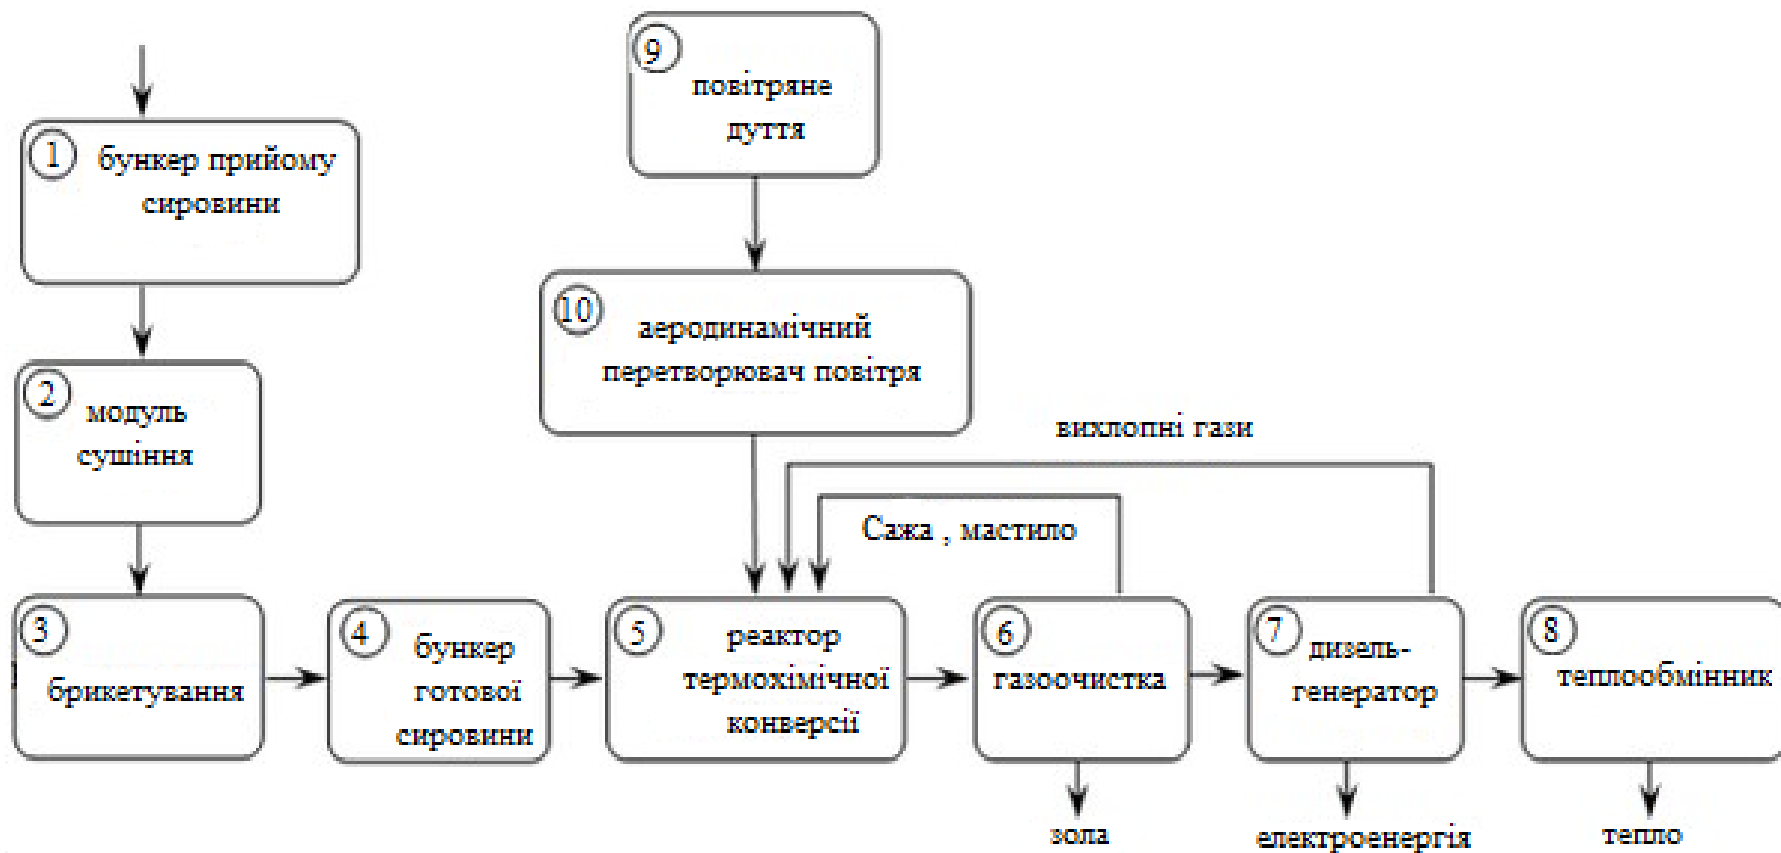 1
бункер прийому
сировини
2
модуль
сушіння
3
брикетування
4
бункер
готової
сировини
9
повітряне
дуття
10
аеродинамічний
перетворювач повітря
вихлопні гази
Сажа , мастило
5
реактор
термохімічної
конверсії
6
газоочистка
7
дизель-
генератор
8
теплообмінник
зола
електроенергія
тепло